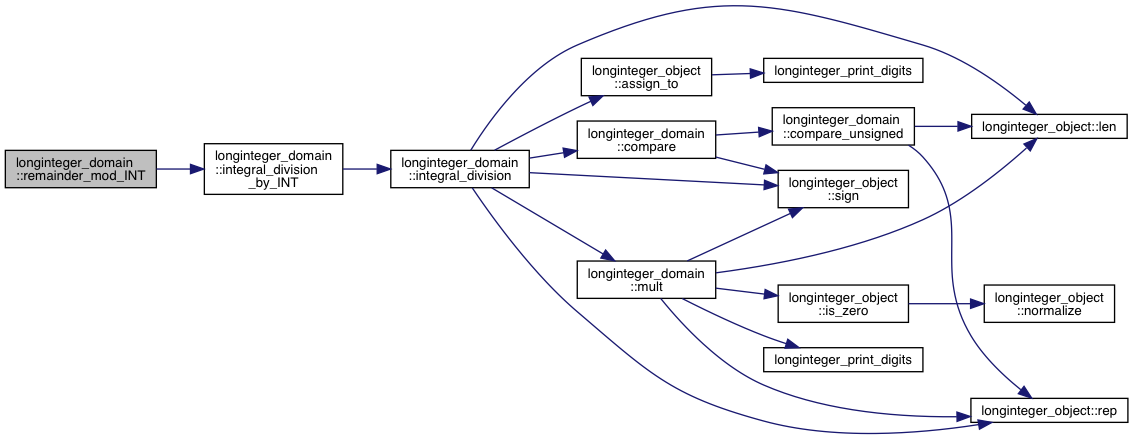 longinteger_domain
::remainder_mod_INT
longinteger_domain
::integral_division
_by_INT
longinteger_domain
::integral_division
longinteger_object
::assign_to
longinteger_print_digits
longinteger_domain
::compare
longinteger_domain
::compare_unsigned
longinteger_object::len
longinteger_object
::sign
longinteger_domain
::mult
longinteger_object
::is_zero
longinteger_object
::normalize
longinteger_print_digits
longinteger_object::rep